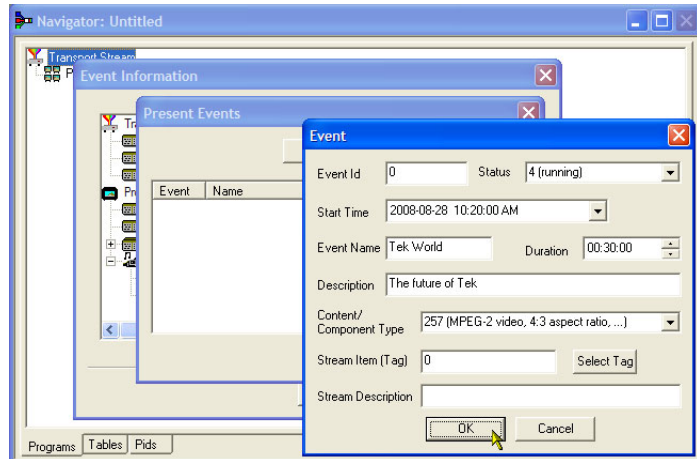 Navigator: Untitled
Transport Stream
P
Event Information
Tr
Pr
Present Events
Event Name
Event
Event Id 0 Status 4 (running)
Start Time 2008-08-28 10:20:00 AM
Event Name Tek World Duration 00:30:00
Description The future of Tek
Content/
Component Type 257 (MPEG-2 video, 4:3 aspect ratio, ...)
Stream Item (Tag) 0 Select Tag
Stream Description
OK Cancel
Programs Tables Pids